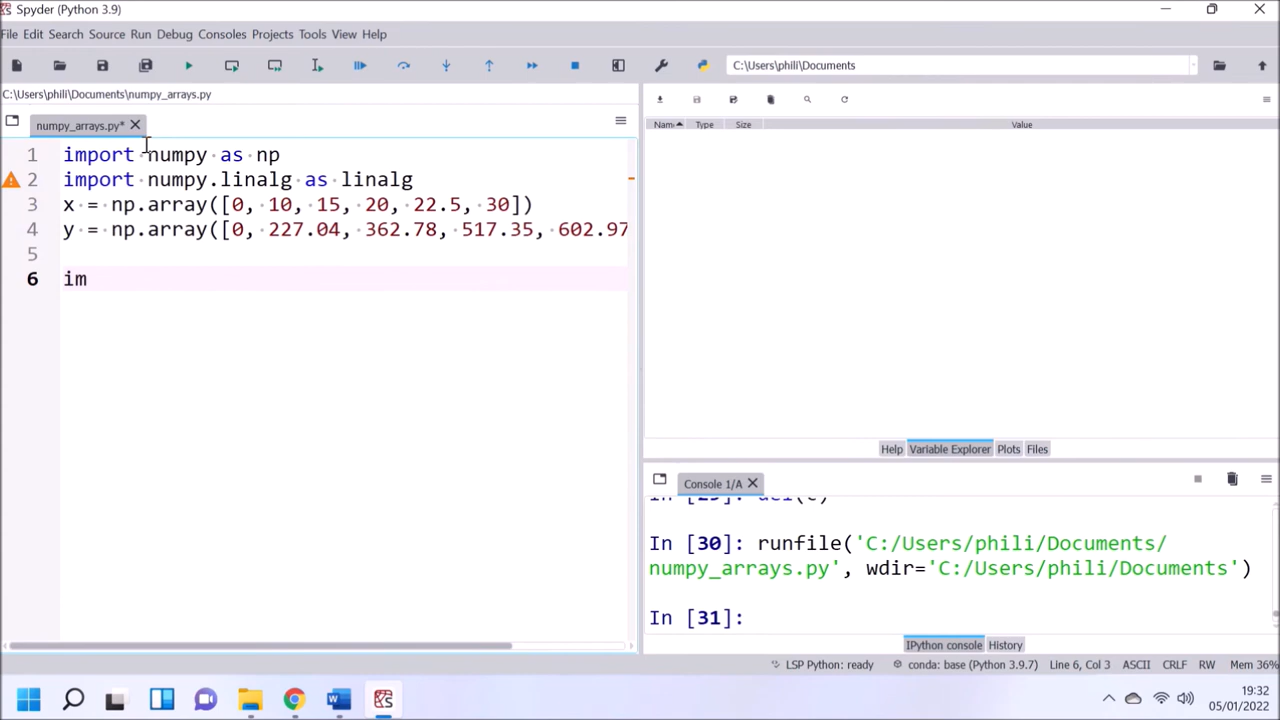 Spyder (Python 3.9)
File Edit Search Source Run Debug Consoles Projects Tools View Help
C:\Users\phili\Documents
C:\Users\phili\Documents\numpy_arrays.py
numpy_arrays.py*
1 import numpy as np
2 import numpy.linalg as linalg
3 x = np.array([0, 10, 15, 20, 22.5, 30])
4 y = np.array([0, 227.04, 362.78, 517.35, 602.97
5
6 im
Name Type Size Value
Help Variable Explorer Plots Files
Console 1/A
In [29]: del(c)
In [30]: runfile('C:/Users/phili/Documents/
numpy_arrays.py', wdir='C:/Users/phili/Documents')
In [31]:
IPython console History
LSP Python: ready conda: base (Python 3.9.7) Line 6, Col 3 ASCII CRLF RW Mem 36%
19:32
05/01/2022